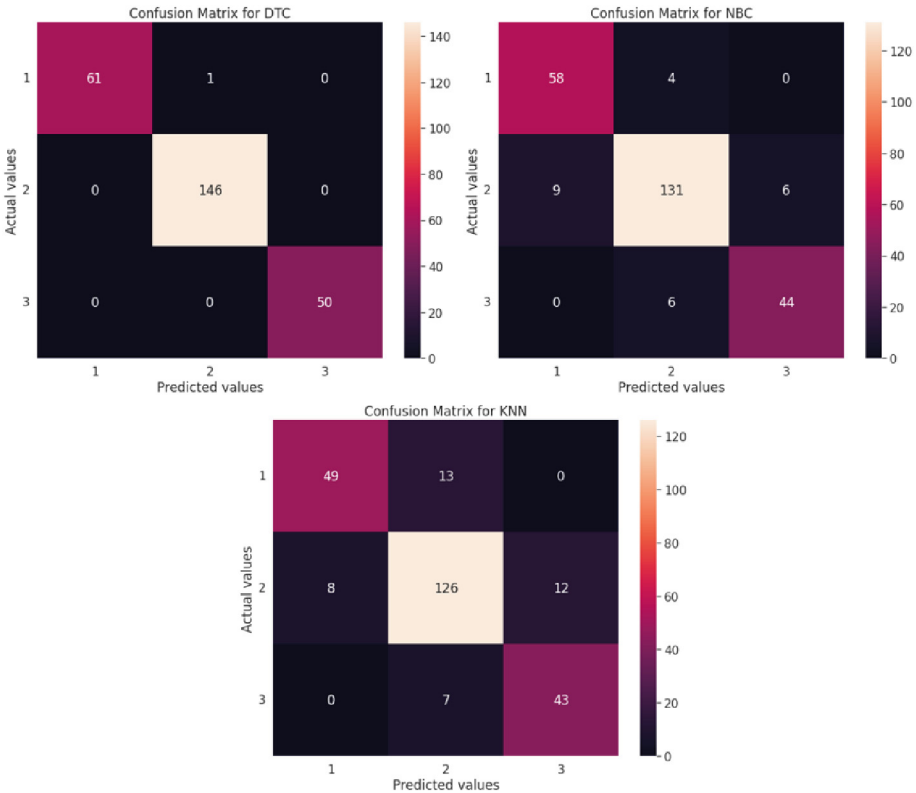 Confusion Matrix for DTC
Actual values
1 61 1 0
2 0 146 0
3 0 0 50
1 2 3
Predicted values
140
120
100
80
60
40
20
0
Confusion Matrix for NBC
Actual values
1 58 4 0
2 9 131 6
3 0 6 44
1 2 3
Predicted values
120
100
80
60
40
20
0
Confusion Matrix for KNN
Actual values
1 49 13 0
2 8 126 12
3 0 7 43
1 2 3
Predicted values
120
100
80
60
40
20
0